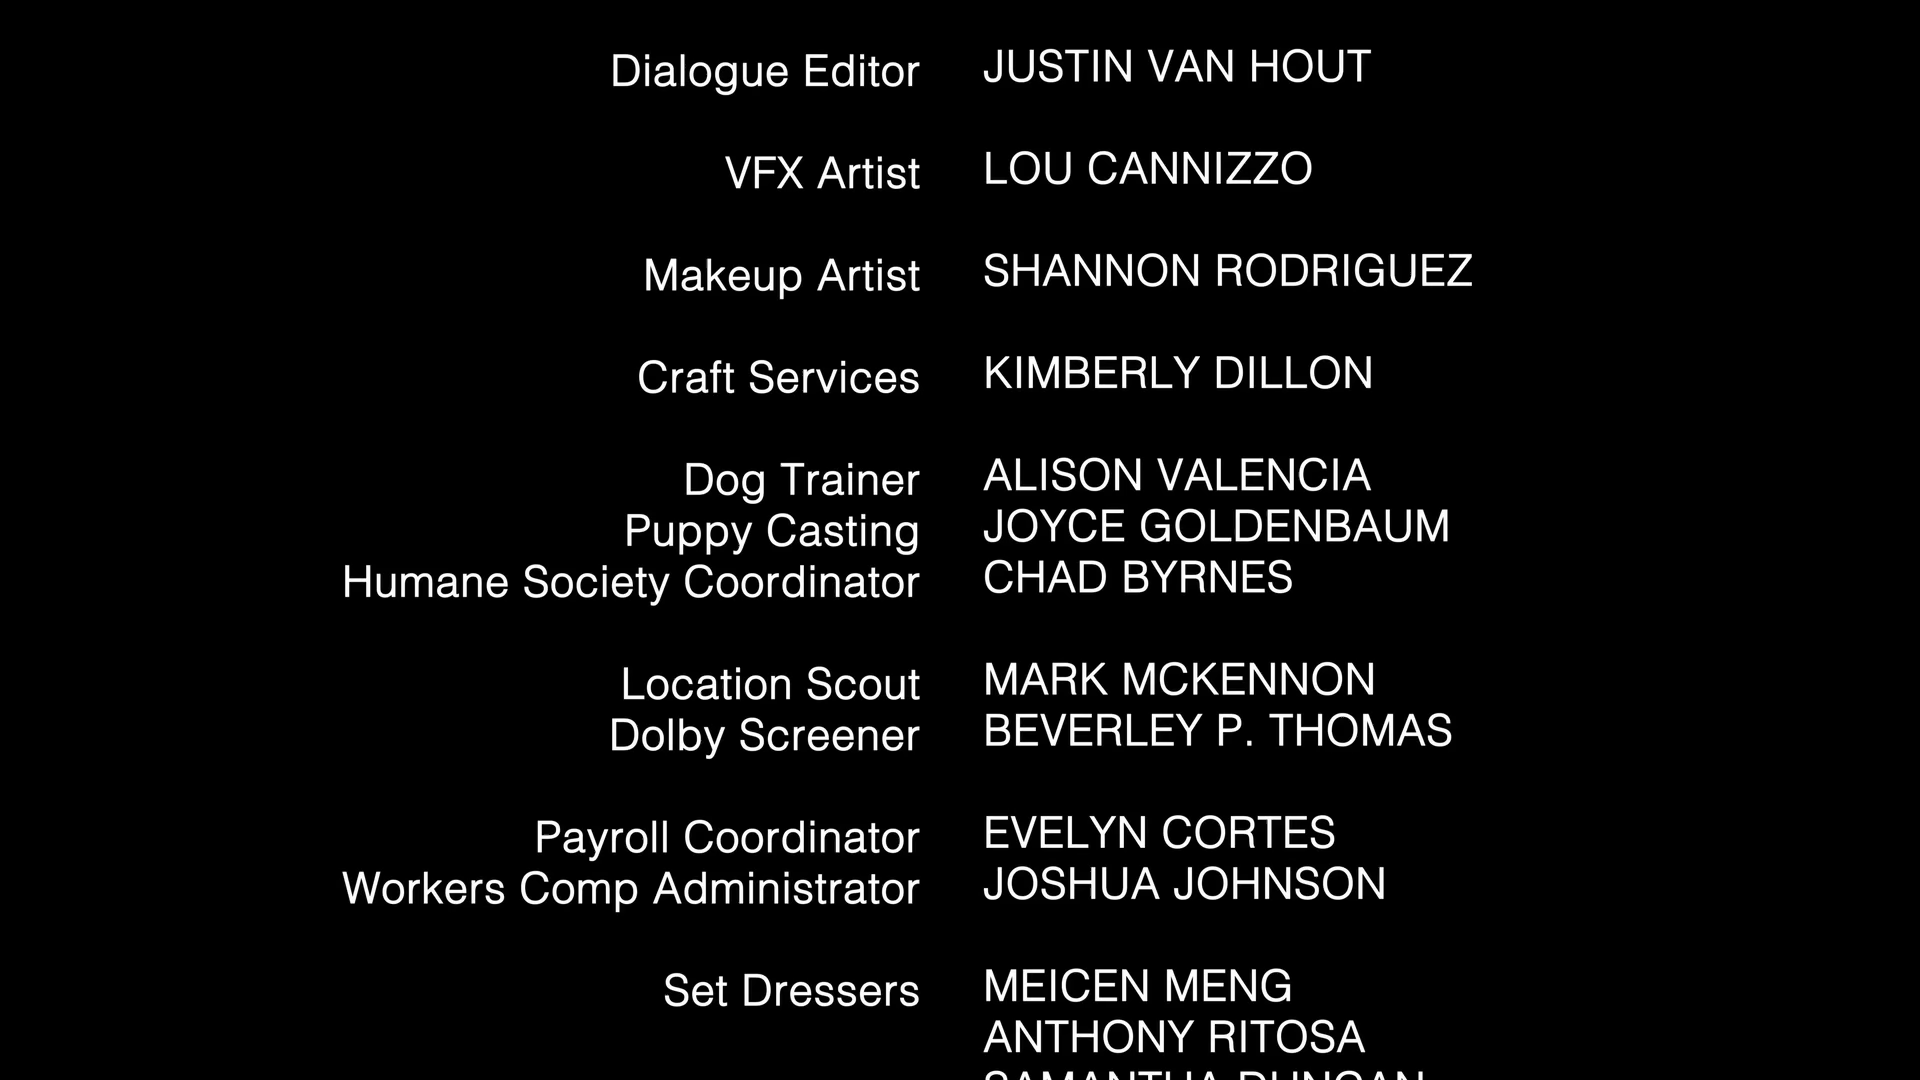 Dialogue Editor JUSTIN VAN HOUT
VFX Artist LOU CANNIZZO
Makeup Artist SHANNON RODRIGUEZ
Craft Services KIMBERLY DILLON
Dog Trainer ALISON VALENCIA
Puppy Casting JOYCE GOLDENBAUM
Humane Society Coordinator CHAD BYRNES
Location Scout MARK MCKENNON
Dolby Screener BEVERLEY P. THOMAS
Payroll Coordinator EVELYN CORTES
Workers Comp Administrator JOSHUA JOHNSON
Set Dressers MEICEN MENG
ANTHONY RITOSA
SAMANTHA DUNCAN